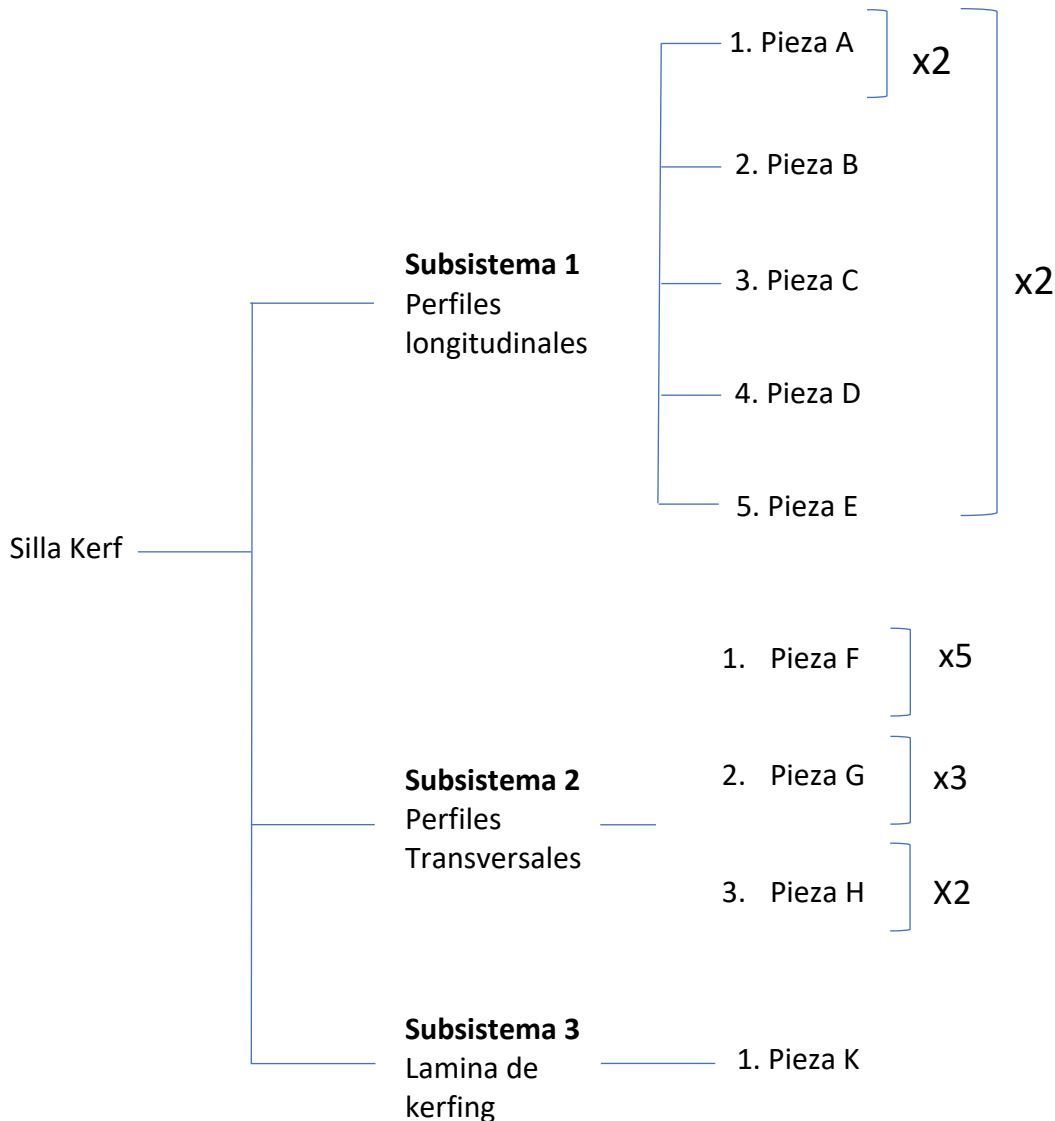 Silla Kerf
Subsistema 1
Perfiles
longitudinales
1. Pieza A
x2
2. Pieza B
3. Pieza C
4. Pieza D
5. Pieza E
x2
Subsistema 2
Perfiles
Transversales
1. Pieza F
x5
2. Pieza G
x3
3. Pieza H
X2
Subsistema 3
Lamina de
kerfing
1. Pieza K